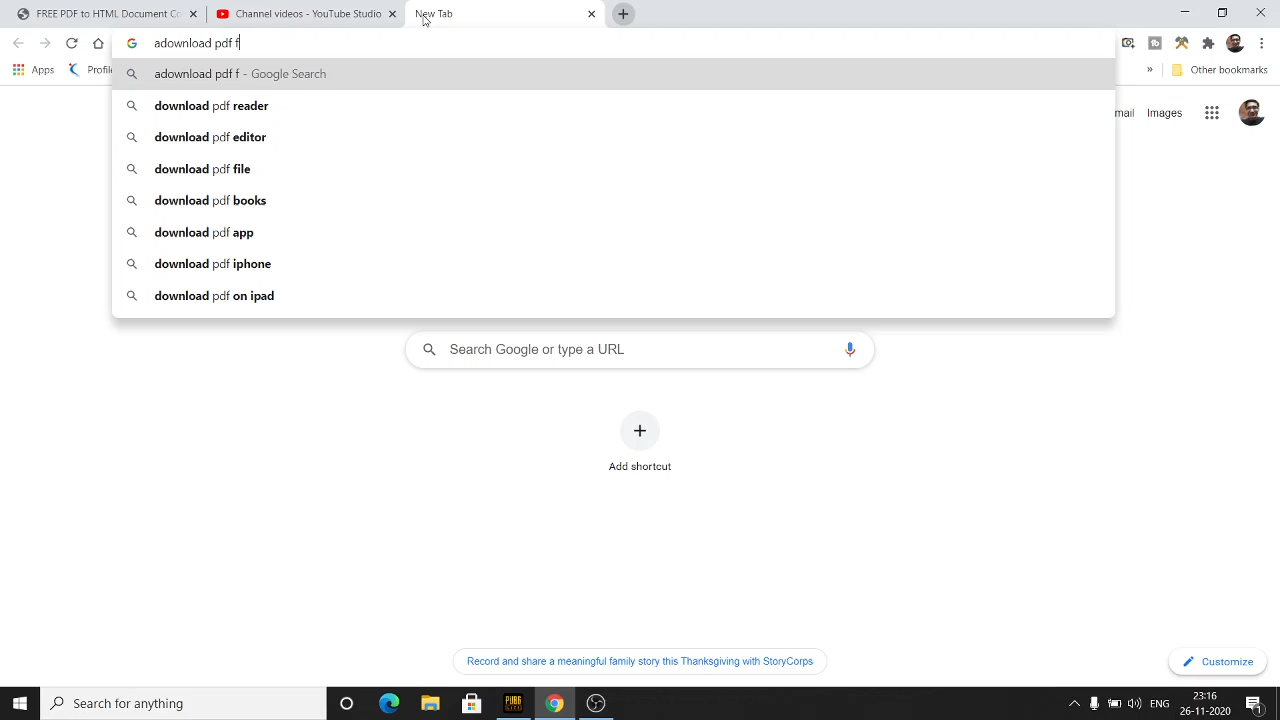 FREE PDF to HTML Document Co
Channel videos - YouTube Studio
New Tab
adownload pdf f
Apps
Profile
Other bookmarks
adownload pdf f - Google Search
download pdf reader
download pdf editor
download pdf file
download pdf books
download pdf app
download pdf iphone
download pdf on ipad
mail
Images
Search Google or type a URL
Add shortcut
Record and share a meaningful family story this Thanksgiving with StoryCorps
Customize
Search for anything
PUBG
ENG
23:16
26-11-2020